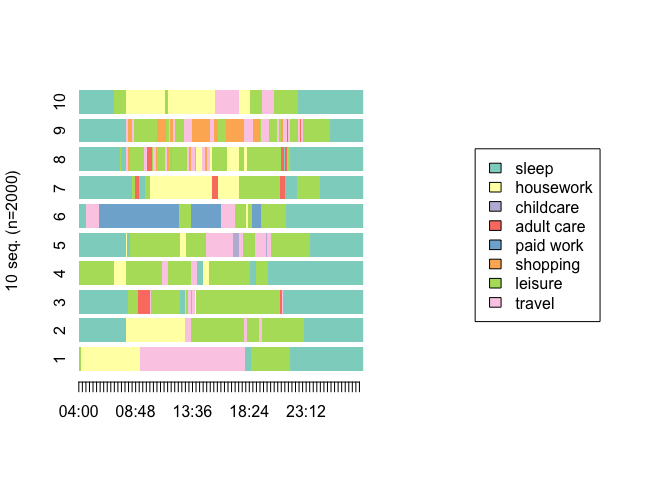 10 seq. (n=2000)
10
9
8
7
6
5
4
3
2
1
04:00 08:48 13:36 18:24 23:12
sleep
housework
childcare
adult care
paid work
shopping
leisure
travel